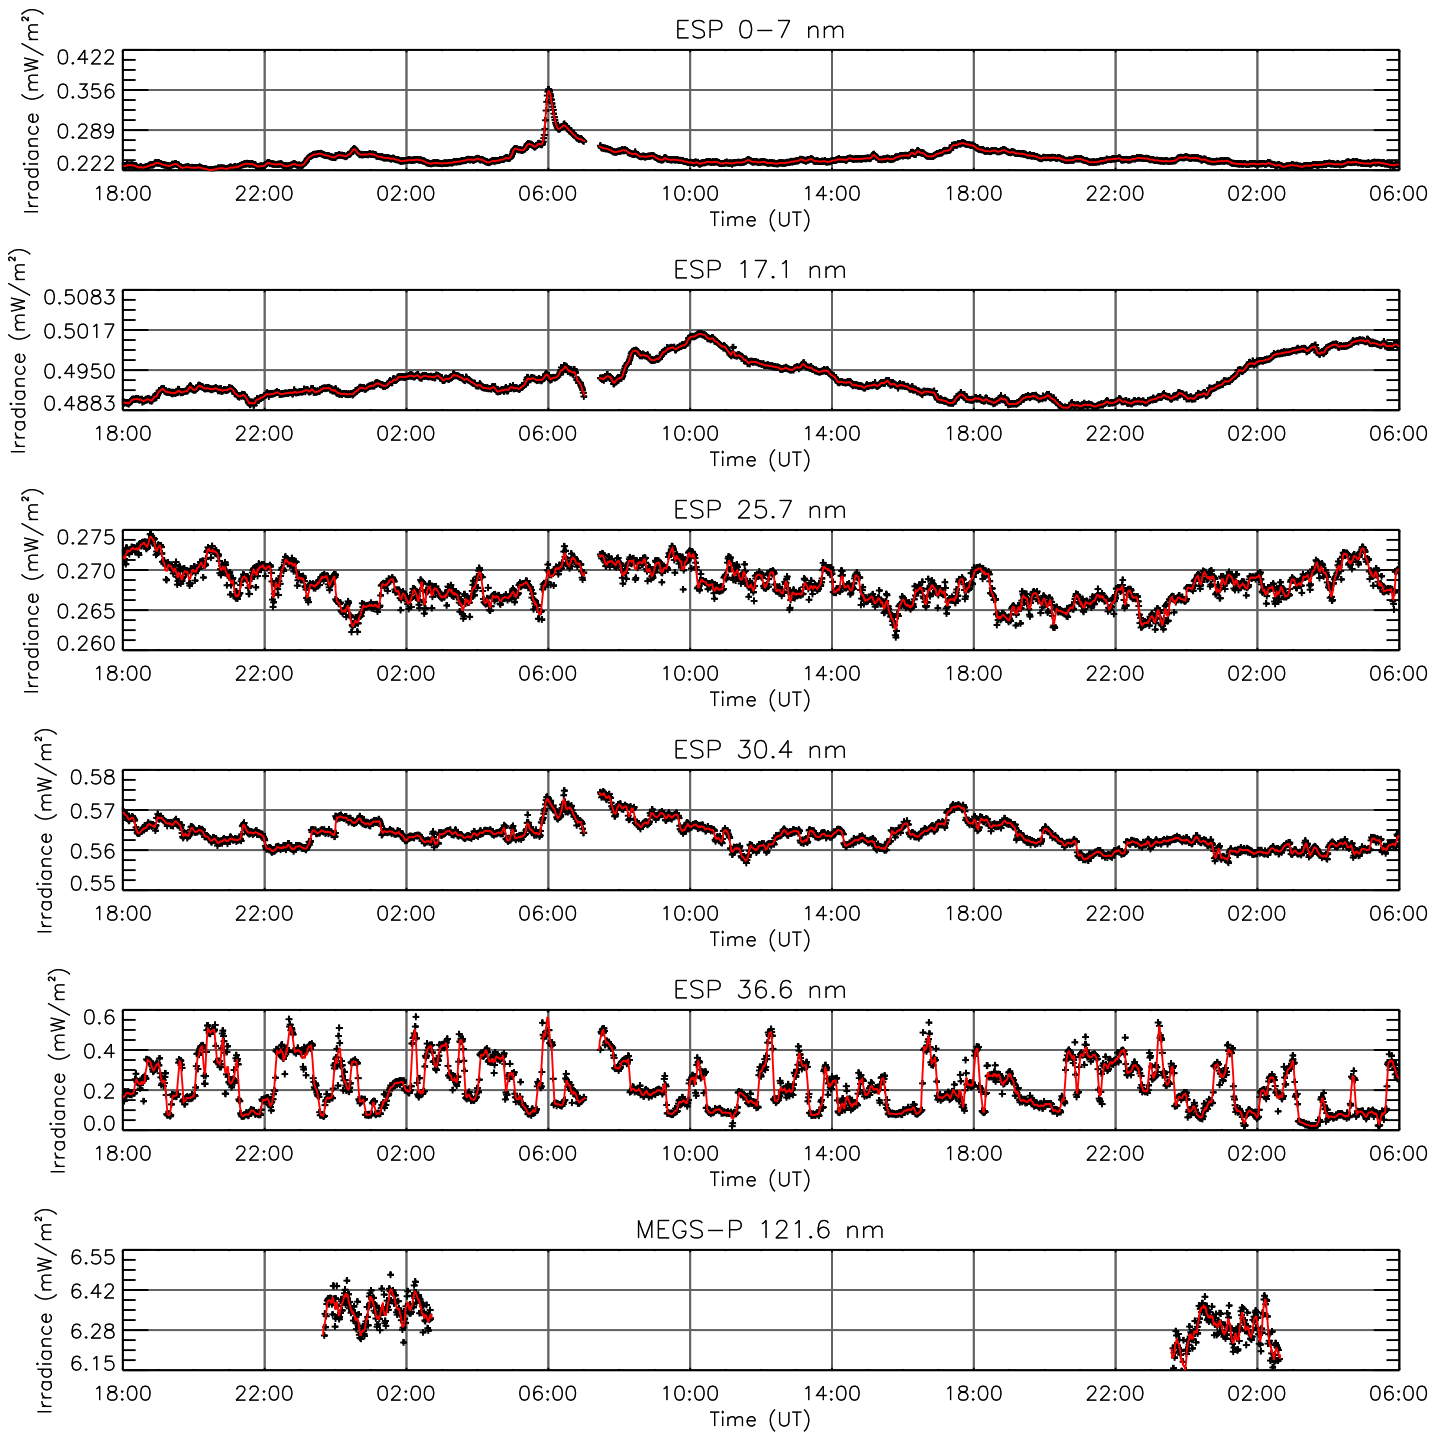 ESP 0−7 nm
Irradiance (mW/m²)
0.422
0.356
0.289
0.222
18:00 22:00 02:00 06:00 10:00 14:00 18:00 22:00 02:00 06:00
Time (UT)
ESP 17.1 nm
Irradiance (mW/m²)
0.5083
0.5017
0.4950
0.4883
18:00 22:00 02:00 06:00 10:00 14:00 18:00 22:00 02:00 06:00
Time (UT)
ESP 25.7 nm
Irradiance (mW/m²)
0.275
0.270
0.265
0.260
18:00 22:00 02:00 06:00 10:00 14:00 18:00 22:00 02:00 06:00
Time (UT)
ESP 30.4 nm
Irradiance (mW/m²)
0.58
0.57
0.56
0.55
18:00 22:00 02:00 06:00 10:00 14:00 18:00 22:00 02:00 06:00
Time (UT)
ESP 36.6 nm
Irradiance (mW/m²)
0.6
0.4
0.2
0.0
18:00 22:00 02:00 06:00 10:00 14:00 18:00 22:00 02:00 06:00
Time (UT)
MEGS−P 121.6 nm
Irradiance (mW/m²)
6.55
6.42
6.28
6.15
18:00 22:00 02:00 06:00 10:00 14:00 18:00 22:00 02:00 06:00
Time (UT)